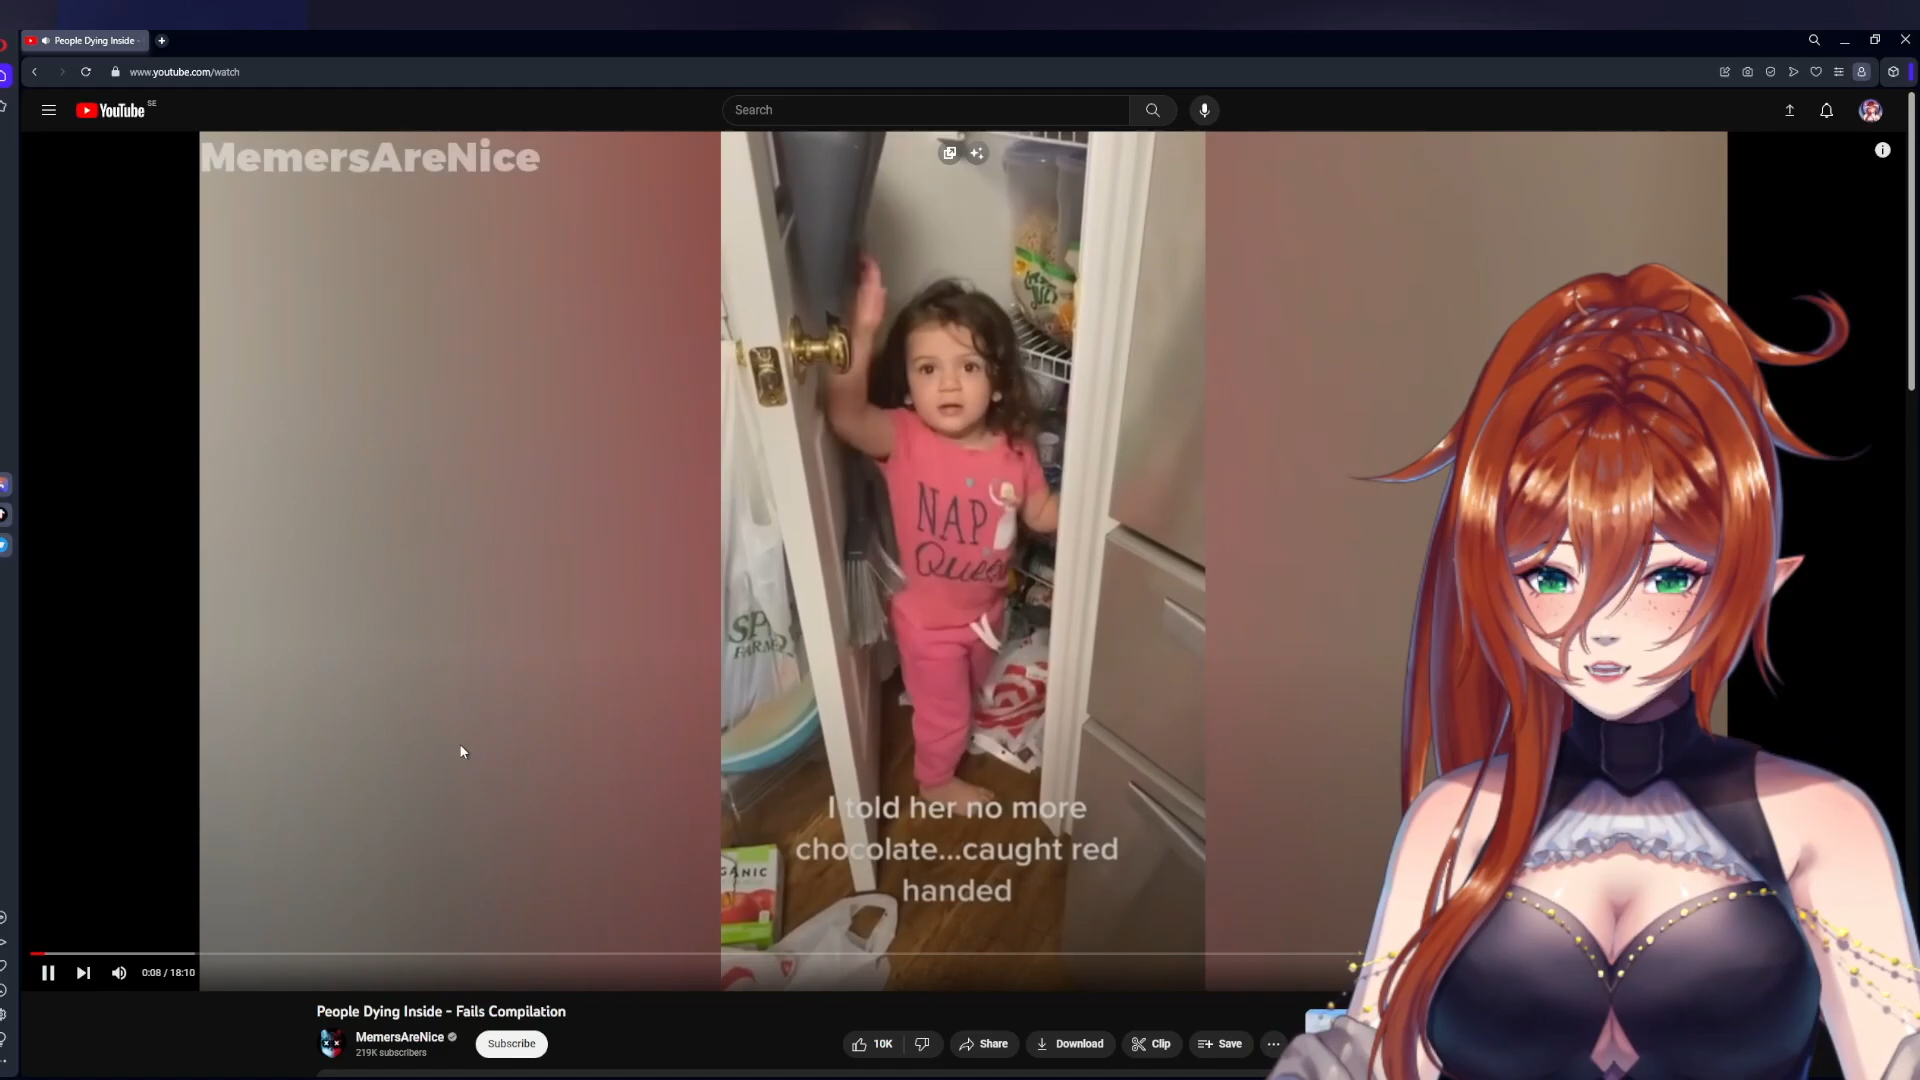 People Dying Inside -
www.youtube.com/watch
YouTube SE
Search
MemersAreNice
NAP
Queen
ANIC
I told her no more
chocolate...caught red
handed
0:08 / 18:10
People Dying Inside - Fails Compilation
MemersAreNice
219K subscribers
Subscribe
10K
Share
Download
Clip
Save